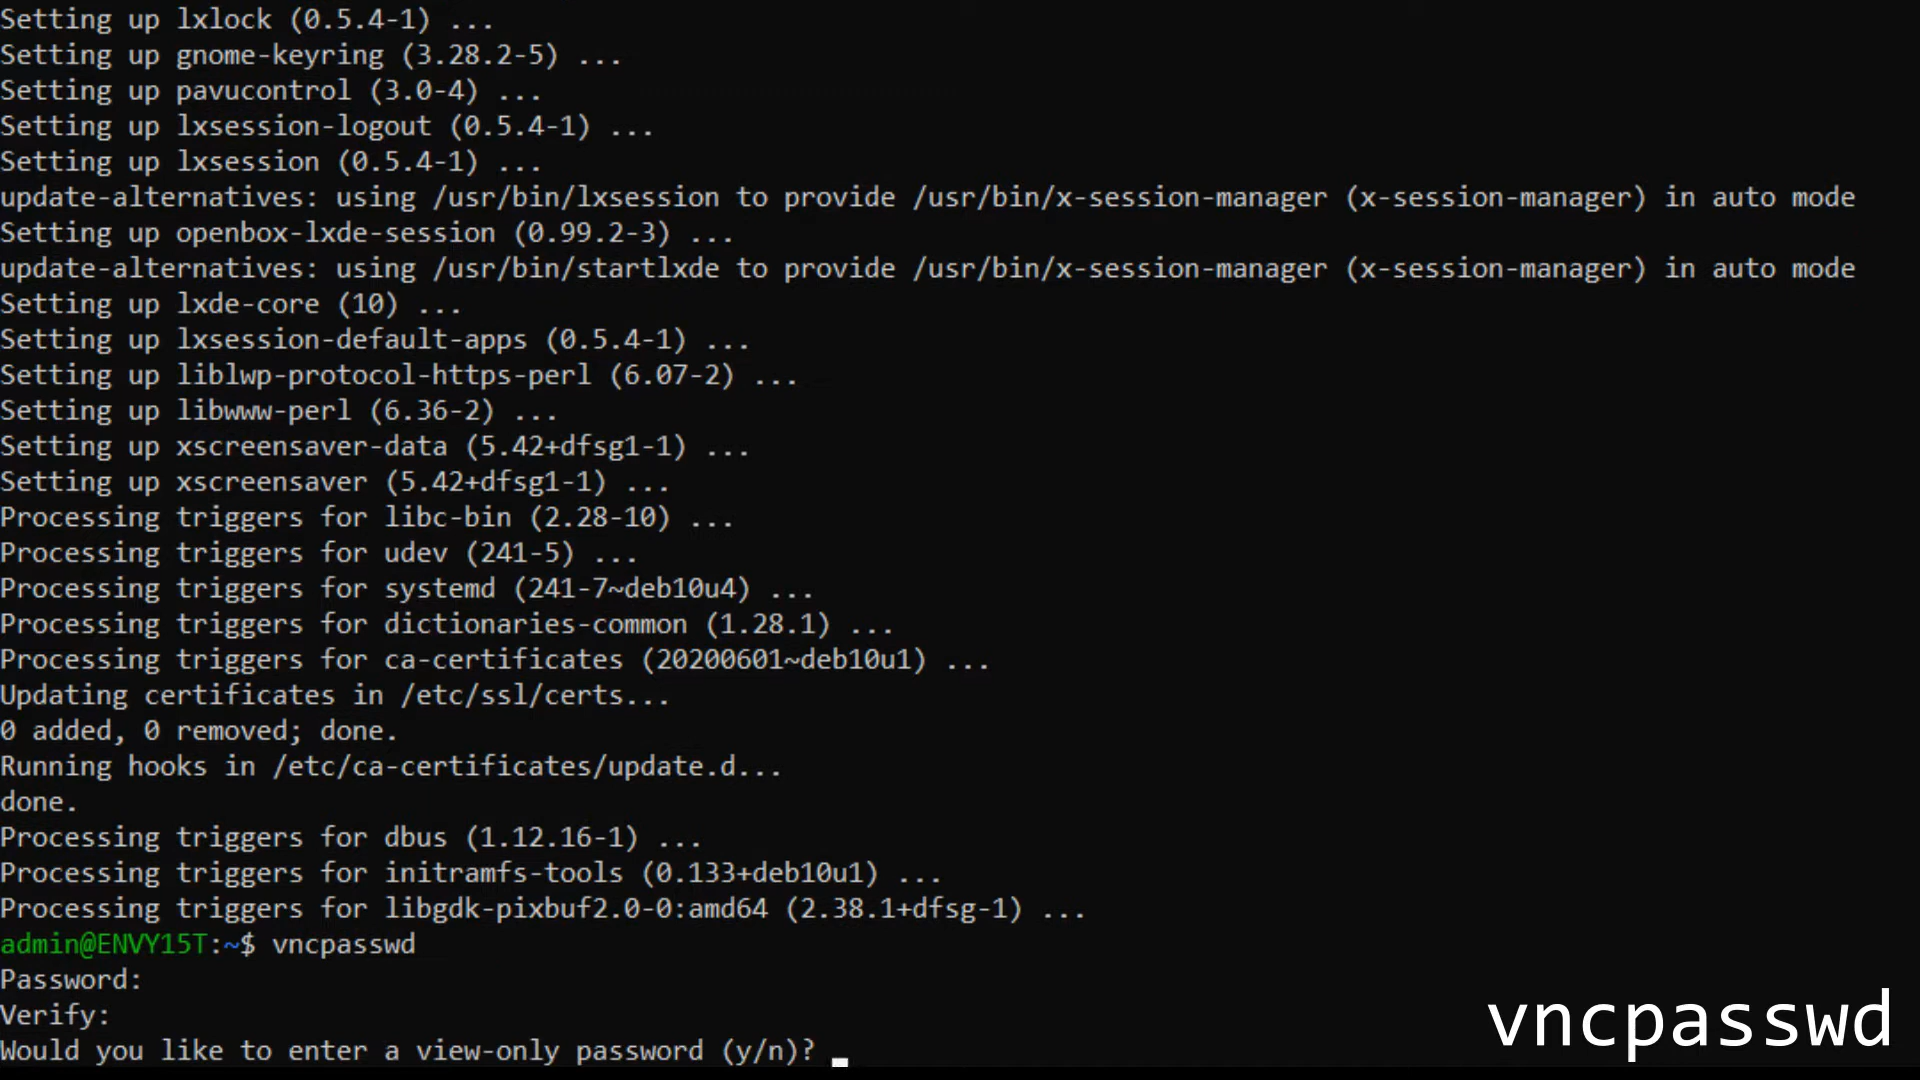 Setting up lxlock (0.5.4-1) ...
Setting up gnome-keyring (3.28.2-5) ...
Setting up pavucontrol (3.0-4) ...
Setting up lxsession-logout (0.5.4-1) ...
Setting up lxsession (0.5.4-1) ...
update-alternatives: using /usr/bin/lxsession to provide /usr/bin/x-session-manager (x-session-manager) in auto mode
Setting up openbox-lxde-session (0.99.2-3) ...
update-alternatives: using /usr/bin/startlxde to provide /usr/bin/x-session-manager (x-session-manager) in auto mode
Setting up lxde-core (10) ...
Setting up lxsession-default-apps (0.5.4-1) ...
Setting up liblwp-protocol-https-perl (6.07-2) ...
Setting up libwww-perl (6.36-2) ...
Setting up xscreensaver-data (5.42+dfsg1-1) ...
Setting up xscreensaver (5.42+dfsg1-1) ...
Processing triggers for libc-bin (2.28-10) ...
Processing triggers for udev (241-5) ...
Processing triggers for systemd (241-7~deb10u4) ...
Processing triggers for dictionaries-common (1.28.1) ...
Processing triggers for ca-certificates (20200601~deb10u1) ...
Updating certificates in /etc/ssl/certs...
0 added, 0 removed; done.
Running hooks in /etc/ca-certificates/update.d...
done.
Processing triggers for dbus (1.12.16-1) ...
Processing triggers for initramfs-tools (0.133+deb10u1) ...
Processing triggers for libgdk-pixbuf2.0-0:amd64 (2.38.1+dfsg-1) ...
admin@ENVY15T:~$ vncpasswd
Password:
Verify:
Would you like to enter a view-only password (y/n)?
vncpasswd